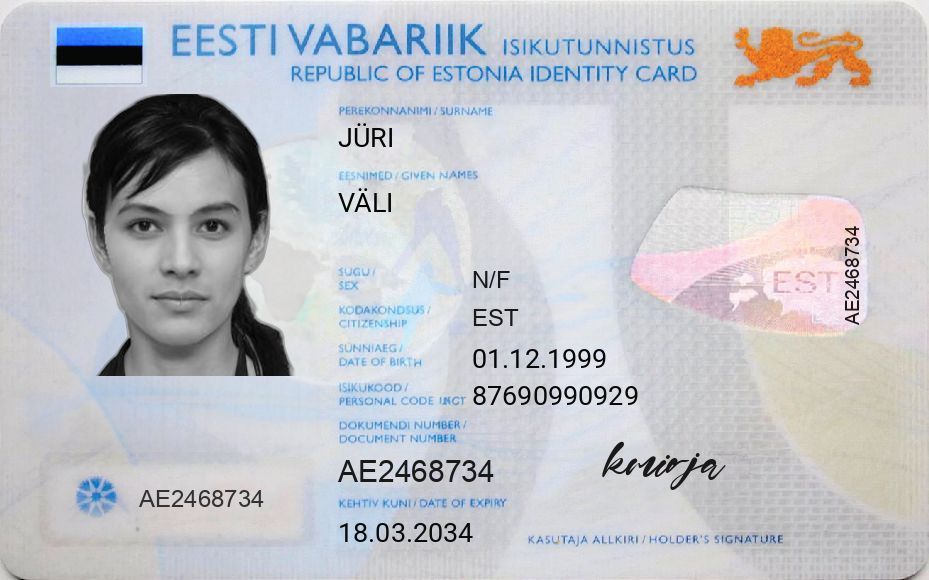 EESTI VABARIIK ISIKUTUNNISTUS
REPUBLIC OF ESTONIA IDENTITY CARD
PEREKONNANIMI / SURNAME
JÜRI
EESNIMED / GIVEN NAMES
VÄLI
SUGU / SEX
N/F
KODAKONDSUS / CITIZENSHIP
EST
SÜNNIAEG / DATE OF BIRTH
01.12.1999
ISIKUKOOD / PERSONAL CODE
87690990929
DOKUMENDI NUMBER / DOCUMENT NUMBER
AE2468734
KEHTIV KUNI / DATE OF EXPIRY
18.03.2034
AE2468734
EST
AE2468734
KASUTAJA ALLKIRI / HOLDER'S SIGNATURE